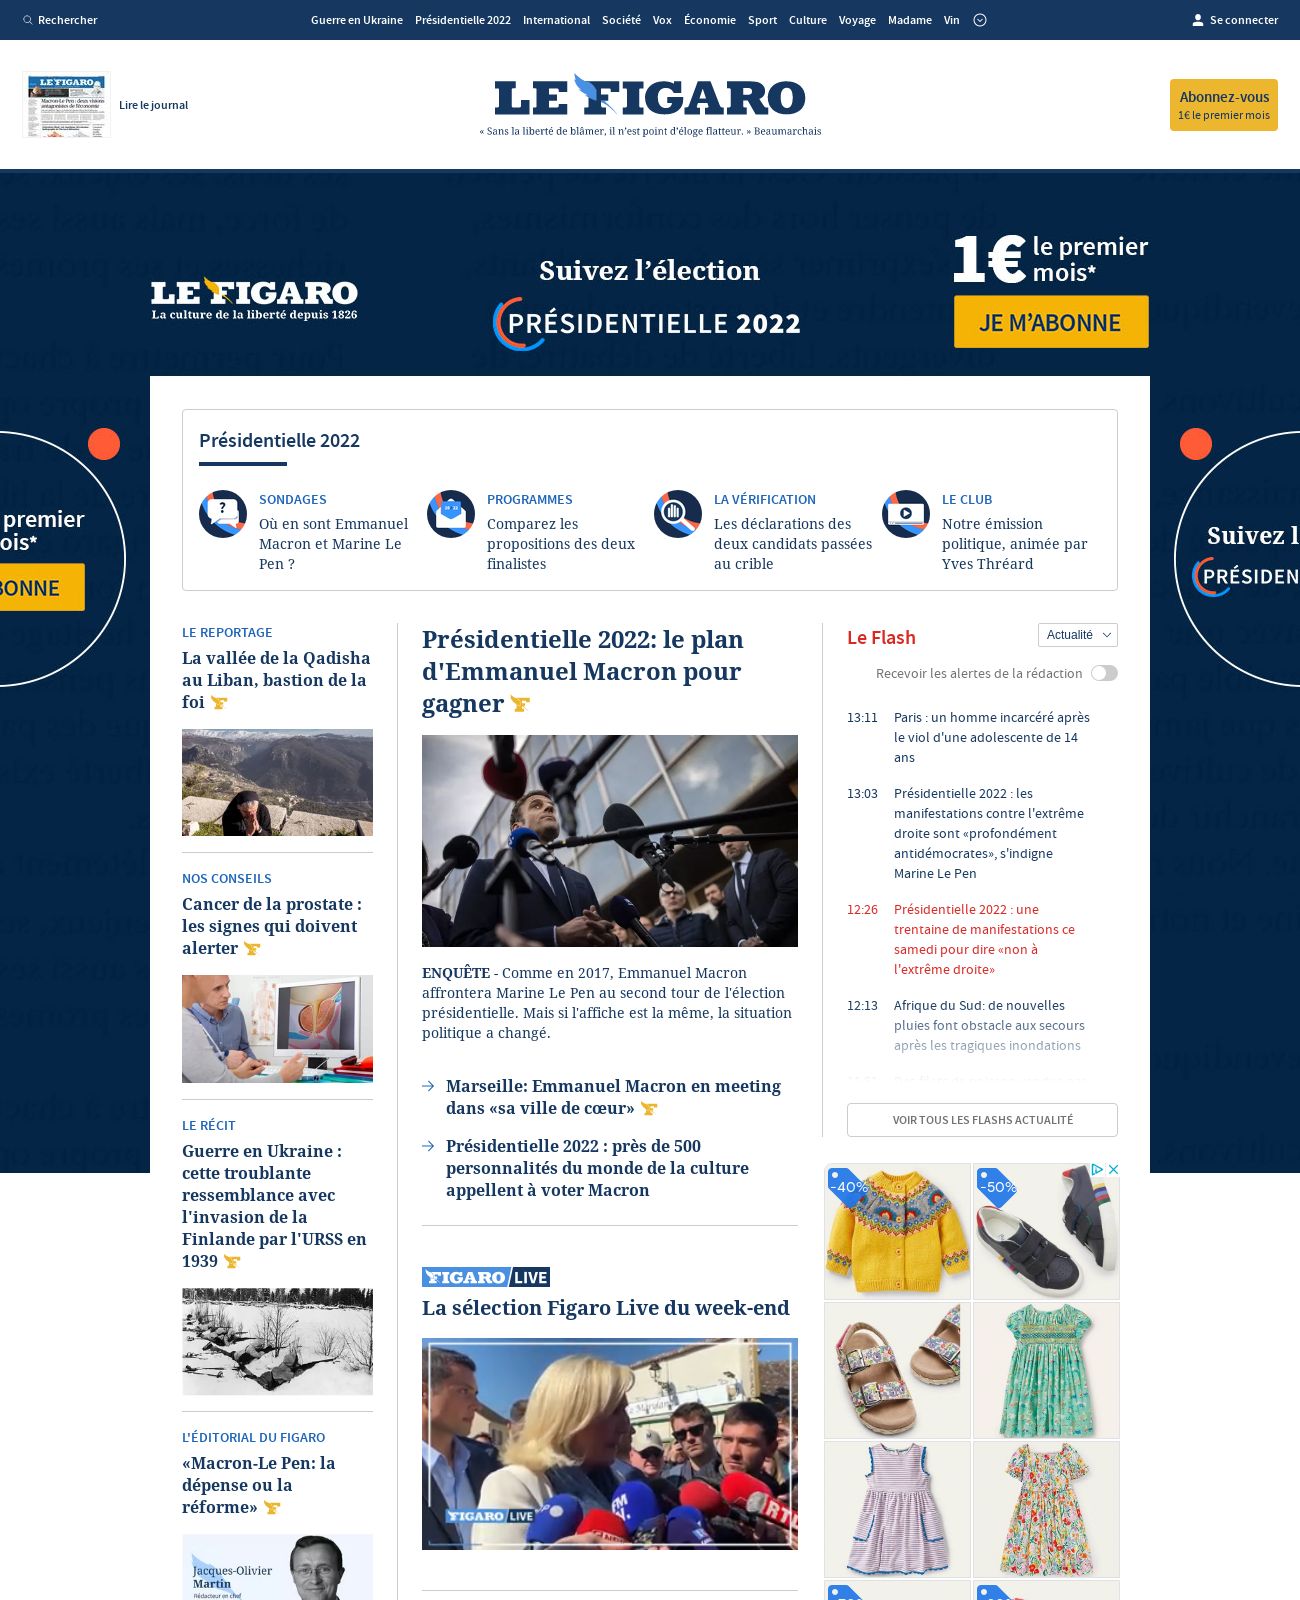 Rechercher
Guerre en Ukraine Présidentielle 2022 International Société Vox Économie Sport Culture Voyage Madame Vin
Se connecter
LE FIGARO
Lire le journal
LE FIGARO
« Sans la liberté de blâmer, il n'est point d'éloge flatteur. » Beaumarchais
Abonnez-vous
1€ le premier mois
LE FIGARO
La culture de la liberté depuis 1826
Suivez l’élection
PRÉSIDENTIELLE 2022
1€ le premier
mois*
JE M’ABONNE
premier
ois*
BONNE
Suivez l
PRÉSIDEN
Présidentielle 2022
SONDAGES
Où en sont Emmanuel
Macron et Marine Le
Pen ?
PROGRAMMES
Comparez les
propositions des deux
finalistes
LA VÉRIFICATION
Les déclarations des
deux candidats passées
au crible
LE CLUB
Notre émission
politique, animée par
Yves Thréard
LE REPORTAGE
La vallée de la Qadisha
au Liban, bastion de la
foi
NOS CONSEILS
Cancer de la prostate :
les signes qui doivent
alerter
LE RÉCIT
Guerre en Ukraine :
cette troublante
ressemblance avec
l'invasion de la
Finlande par l'URSS en
1939
L'ÉDITORIAL DU FIGARO
«Macron-Le Pen: la
dépense ou la
réforme»
Jacques-Olivier
Martin
Rédacteur en chef
Présidentielle 2022: le plan
d'Emmanuel Macron pour
gagner
ENQUÊTE - Comme en 2017, Emmanuel Macron
affrontera Marine Le Pen au second tour de l'élection
présidentielle. Mais si l'affiche est la même, la situation
politique a changé.
Marseille: Emmanuel Macron en meeting
dans «sa ville de cœur»
Présidentielle 2022 : près de 500
personnalités du monde de la culture
appellent à voter Macron
FIGARO LIVE
La sélection Figaro Live du week-end
FIGARO LIVE
RTL
Le Flash
Actualité
Recevoir les alertes de la rédaction
13:11 Paris : un homme incarcéré après
le viol d'une adolescente de 14
ans
13:03 Présidentielle 2022 : les
manifestations contre l'extrême
droite sont «profondément
antidémocrates», s'indigne
Marine Le Pen
12:26 Présidentielle 2022 : une
trentaine de manifestations ce
samedi pour dire «non à
l'extrême droite»
12:13 Afrique du Sud: de nouvelles
pluies font obstacle aux secours
après les tragiques inondations
VOIR TOUS LES FLASHS ACTUALITÉ
-40%
-50%